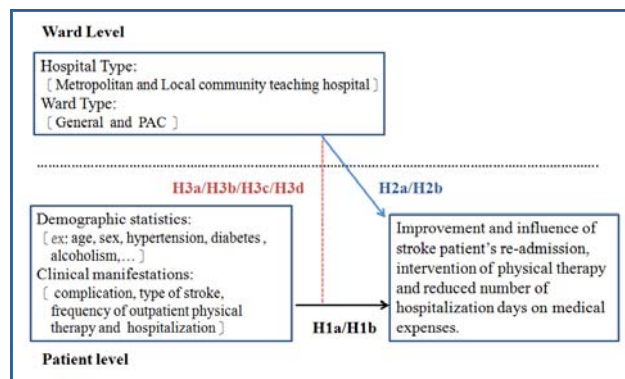 Ward Level
Hospital Type:
[ Metropolitan and Local community teaching hospital ]
Ward Type:
[ General and PAC ]
H3a/H3b/H3c/H3d
H2a/H2b
Demographic statistics:
[ ex: age, sex, hypertension, diabetes ,
alcoholism,... ]
Clinical manifestations:
[ complication, type of stroke,
frequency of outpatient physical
therapy and hospitalization ]
Improvement and influence of
stroke patient's re-admission,
intervention of physical therapy
and reduced number of
hospitalization days on medical
expenses.
H1a/H1b
Patient level